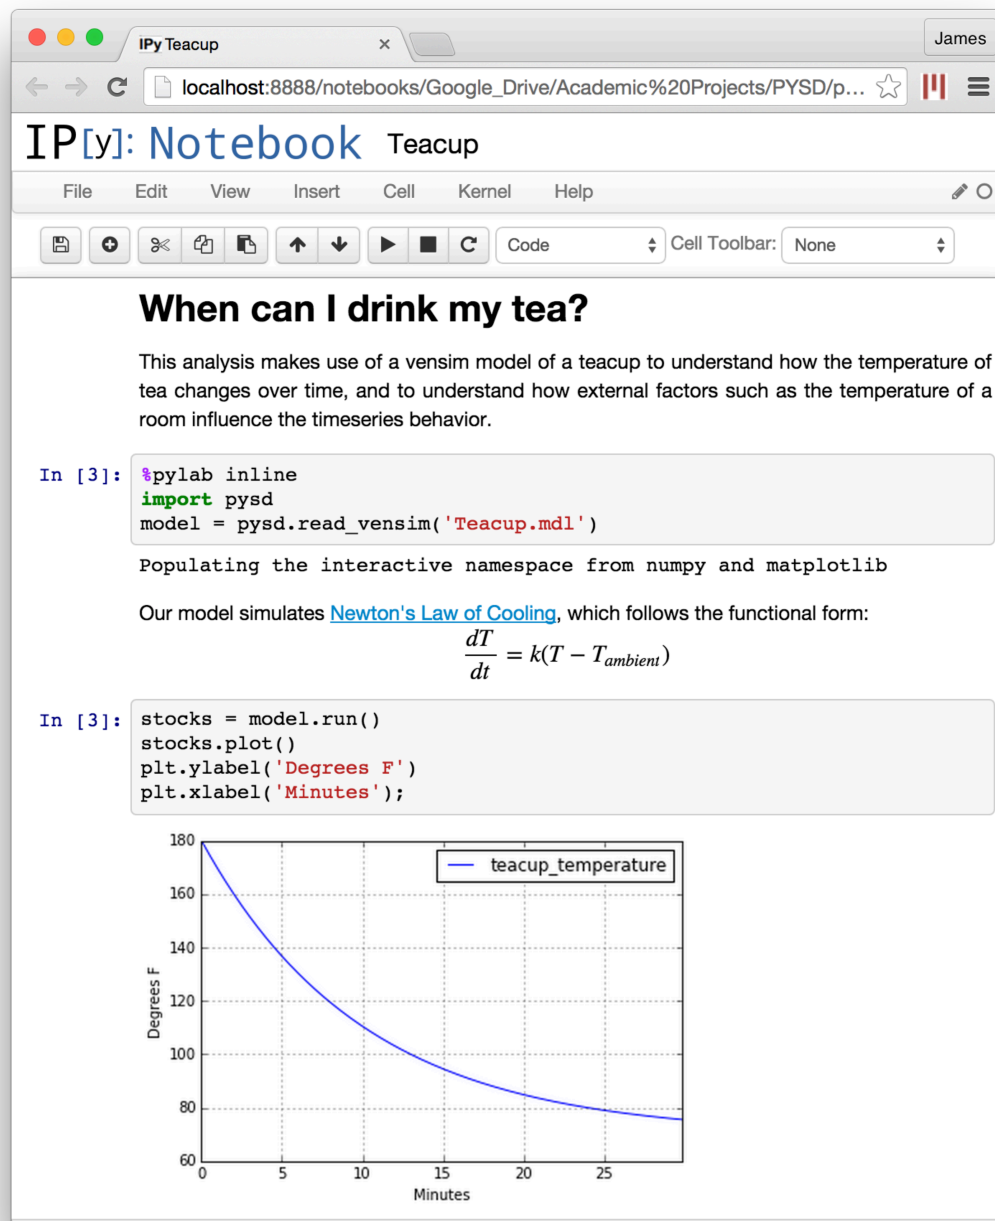 IPy Teacup
James
localhost:8888/notebooks/Google_Drive/Academic%20Projects/PYSD/p...
IP[y]: Notebook Teacup
File Edit View Insert Cell Kernel Help
Code Cell Toolbar: None
When can I drink my tea?
This analysis makes use of a vensim model of a teacup to understand how the temperature of
tea changes over time, and to understand how external factors such as the temperature of a
room influence the timeseries behavior.
In [3]: %pylab inline
import pysd
model = pysd.read_vensim('Teacup.mdl')
Populating the interactive namespace from numpy and matplotlib
Our model simulates Newton's Law of Cooling, which follows the functional form:
dT/dt = k(T − T_ambient)
In [3]: stocks = model.run()
stocks.plot()
plt.ylabel('Degrees F')
plt.xlabel('Minutes');
180
teacup_temperature
160
140
120
100
80
60
Degrees F
0 5 10 15 20 25
Minutes